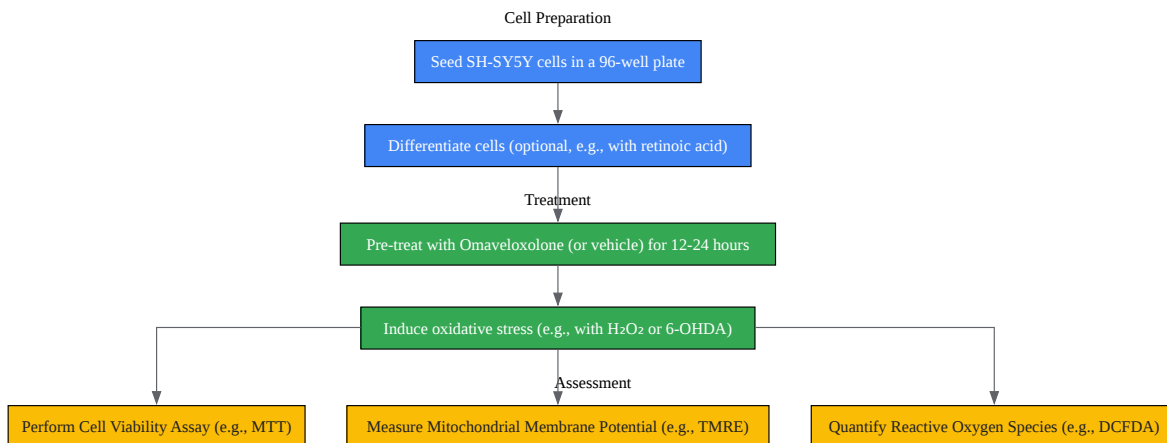 Cell Preparation
Seed SH-SY5Y cells in a 96-well plate
Differentiate cells (optional, e.g., with retinoic acid)
Treatment
Pre-treat with Omaveloxolone (or vehicle) for 12-24 hours
Induce oxidative stress (e.g., with H₂O₂ or 6-OHDA)
Assessment
Perform Cell Viability Assay (e.g., MTT)
Measure Mitochondrial Membrane Potential (e.g., TMRE)
Quantify Reactive Oxygen Species (e.g., DCFDA)